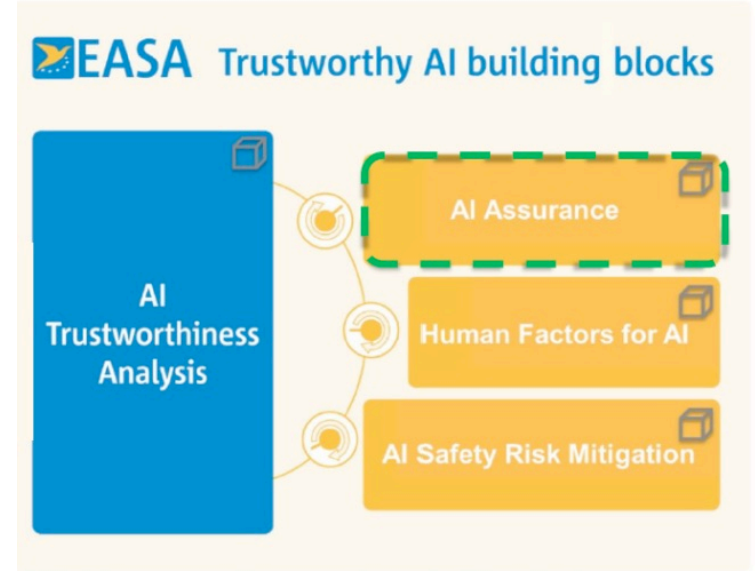 EASA Trustworthy AI building blocks
AI
Trustworthiness
Analysis
AI Assurance
Human Factors for AI
AI Safety Risk Mitigation